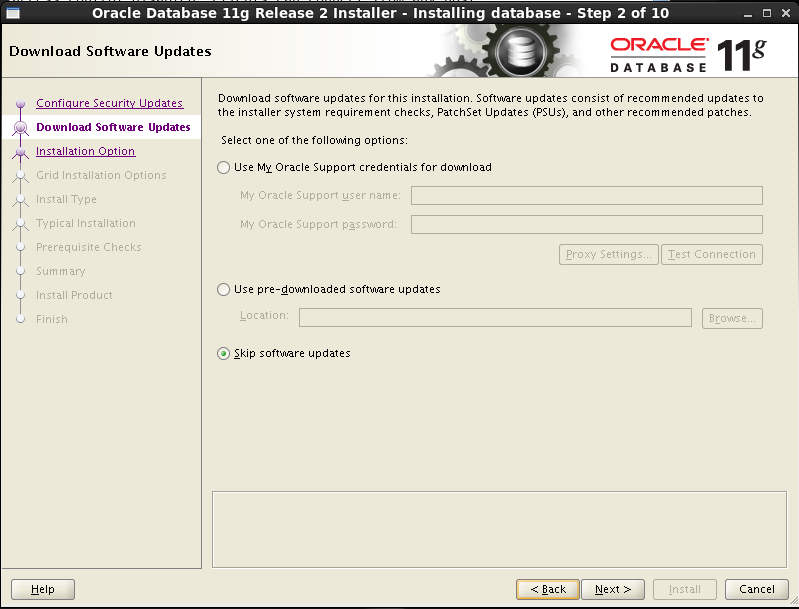 Oracle Database 11g Release 2 Installer - Installing database - Step 2 of 10
Download Software Updates
ORACLE®
DATABASE
11g
Configure Security Updates
Download Software Updates
Installation Option
Grid Installation Options
Install Type
Typical Installation
Prerequisite Checks
Summary
Install Product
Finish
Download software updates for this installation. Software updates consist of recommended updates to
the installer system requirement checks, PatchSet Updates (PSUs), and other recommended patches.
Select one of the following options:
Use My Oracle Support credentials for download
My Oracle Support user name:
My Oracle Support password:
Proxy Settings... Test Connection
Use pre-downloaded software updates
Location: Browse...
Skip software updates
Help < Back Next > Install Cancel